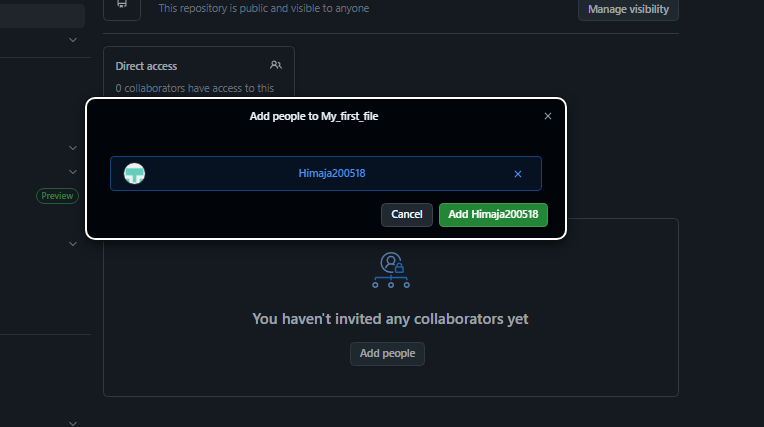 This repository is public and visible to anyone
Manage visibility
Direct access
0 collaborators have access to this
Add people to My_first_file
Himaja200518
Preview
Cancel
Add Himaja200518
You haven't invited any collaborators yet
Add people